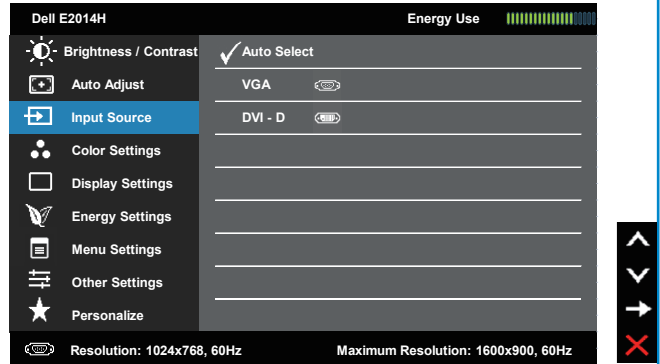 Dell E2014H Energy Use
Brightness / Contrast
Auto Select
Auto Adjust
VGA
Input Source
DVI - D
Color Settings
Display Settings
Energy Settings
Menu Settings
Other Settings
Personalize
Resolution: 1024x768, 60Hz Maximum Resolution: 1600x900, 60Hz